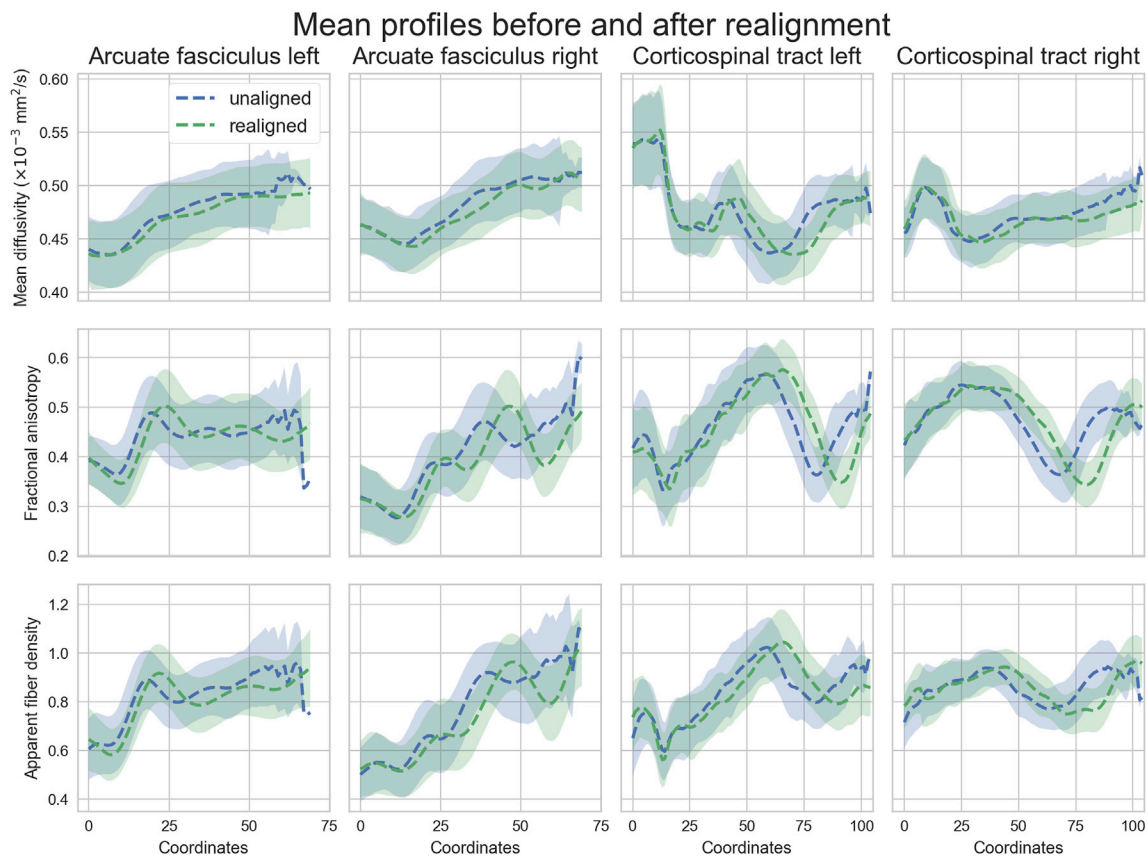 Mean profiles before and after realignment
Arcuate fasciculus left
Arcuate fasciculus right
Corticospinal tract left
Corticospinal tract right
Mean diffusivity (×10⁻³ mm²/s)
0.60
0.55
0.50
0.45
0.40
unaligned
realigned
Fractional anisotropy
0.6
0.5
0.4
0.3
0.2
Apparent fiber density
1.2
1.0
0.8
0.6
0.4
0 25 50 75
0 25 50 75
0 25 50 75 100
0 25 50 75 100
Coordinates
Coordinates
Coordinates
Coordinates